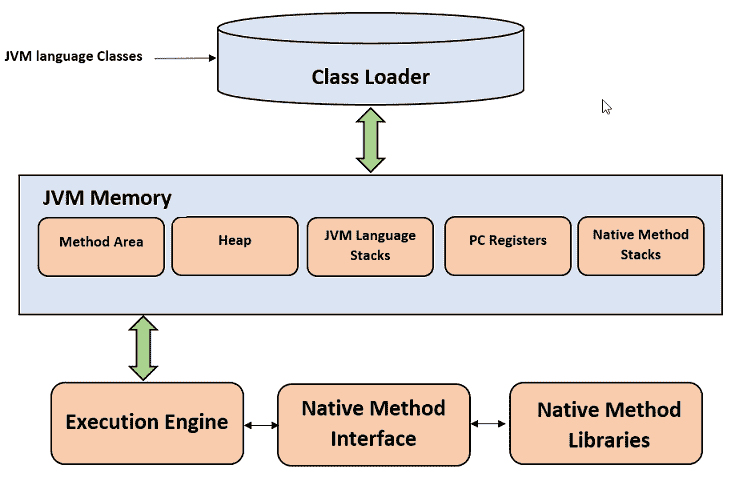 JVM language Classes
Class Loader
JVM Memory
Method Area
Heap
JVM Language
Stacks
PC Registers
Native Method
Stacks
Execution Engine
Native Method
Interface
Native Method
Libraries